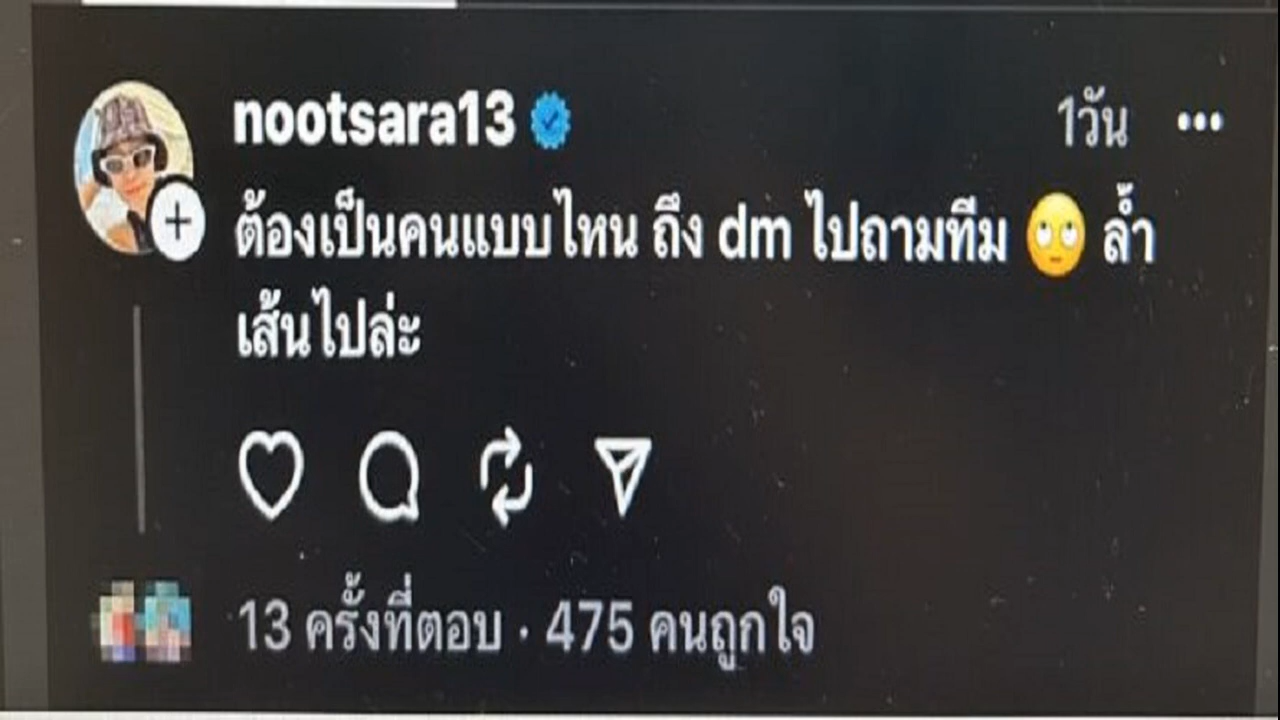 nootsara13 1วัน
ต้องเป็นคนแบบไหน ถึง dm ไปถามทีม 🙄 ล้ำ
เส้นไปล่ะ
13 ครั้งที่ตอบ · 475 คนถูกใจ